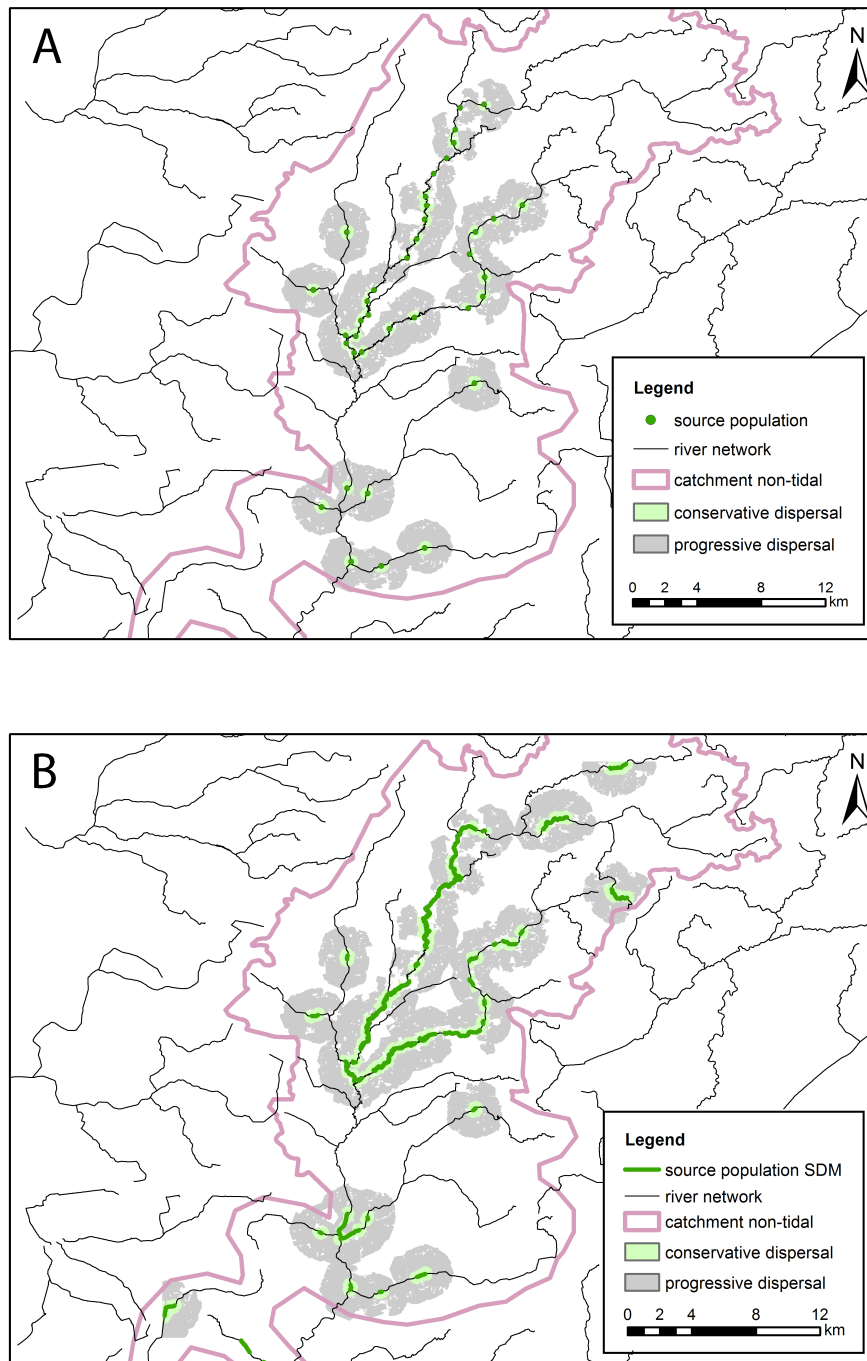 A
N
Legend
source population
river network
catchment non-tidal
conservative dispersal
progressive dispersal
0 2 4 8 12
km
B
N
Legend
source population SDM
river network
catchment non-tidal
conservative dispersal
progressive dispersal
0 2 4 8 12
km